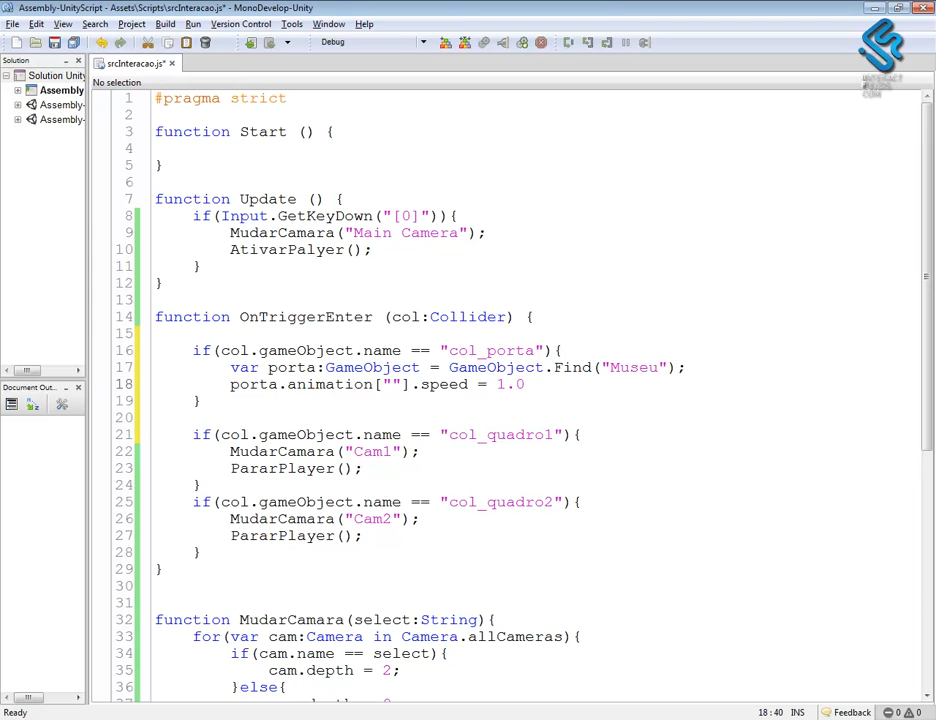 Assembly-UnityScript - Assets\Scripts\srcInteracao.js* - MonoDevelop-Unity
File Edit View Search Project Build Run Version Control Tools Window Help
Debug
Solution
srcInteracao.js*
Solution Unity
No selection
Assembly
Assembly-
Assembly-
Document Out...
1 #pragma strict
2
3 function Start () {
4
5 }
6
7 function Update () {
8 if(Input.GetKeyDown("[0]")){
9 MudarCamara("Main Camera");
10 AtivarPalyer();
11 }
12 }
13
14 function OnTriggerEnter (col:Collider) {
15
16 if(col.gameObject.name == "col_porta"){
17 var porta:GameObject = GameObject.Find("Museu");
18 porta.animation[""].speed = 1.0
19 }
20
21 if(col.gameObject.name == "col_quadro1"){
22 MudarCamara("Cam1");
23 PararPlayer();
24 }
25 if(col.gameObject.name == "col_quadro2"){
26 MudarCamara("Cam2");
27 PararPlayer();
28 }
29 }
30
31
32 function MudarCamara(select:String){
33 for(var cam:Camera in Camera.allCameras){
34 if(cam.name == select){
35 cam.depth = 2;
36 }else{
Ready
18 : 40 INS Feedback 0 0